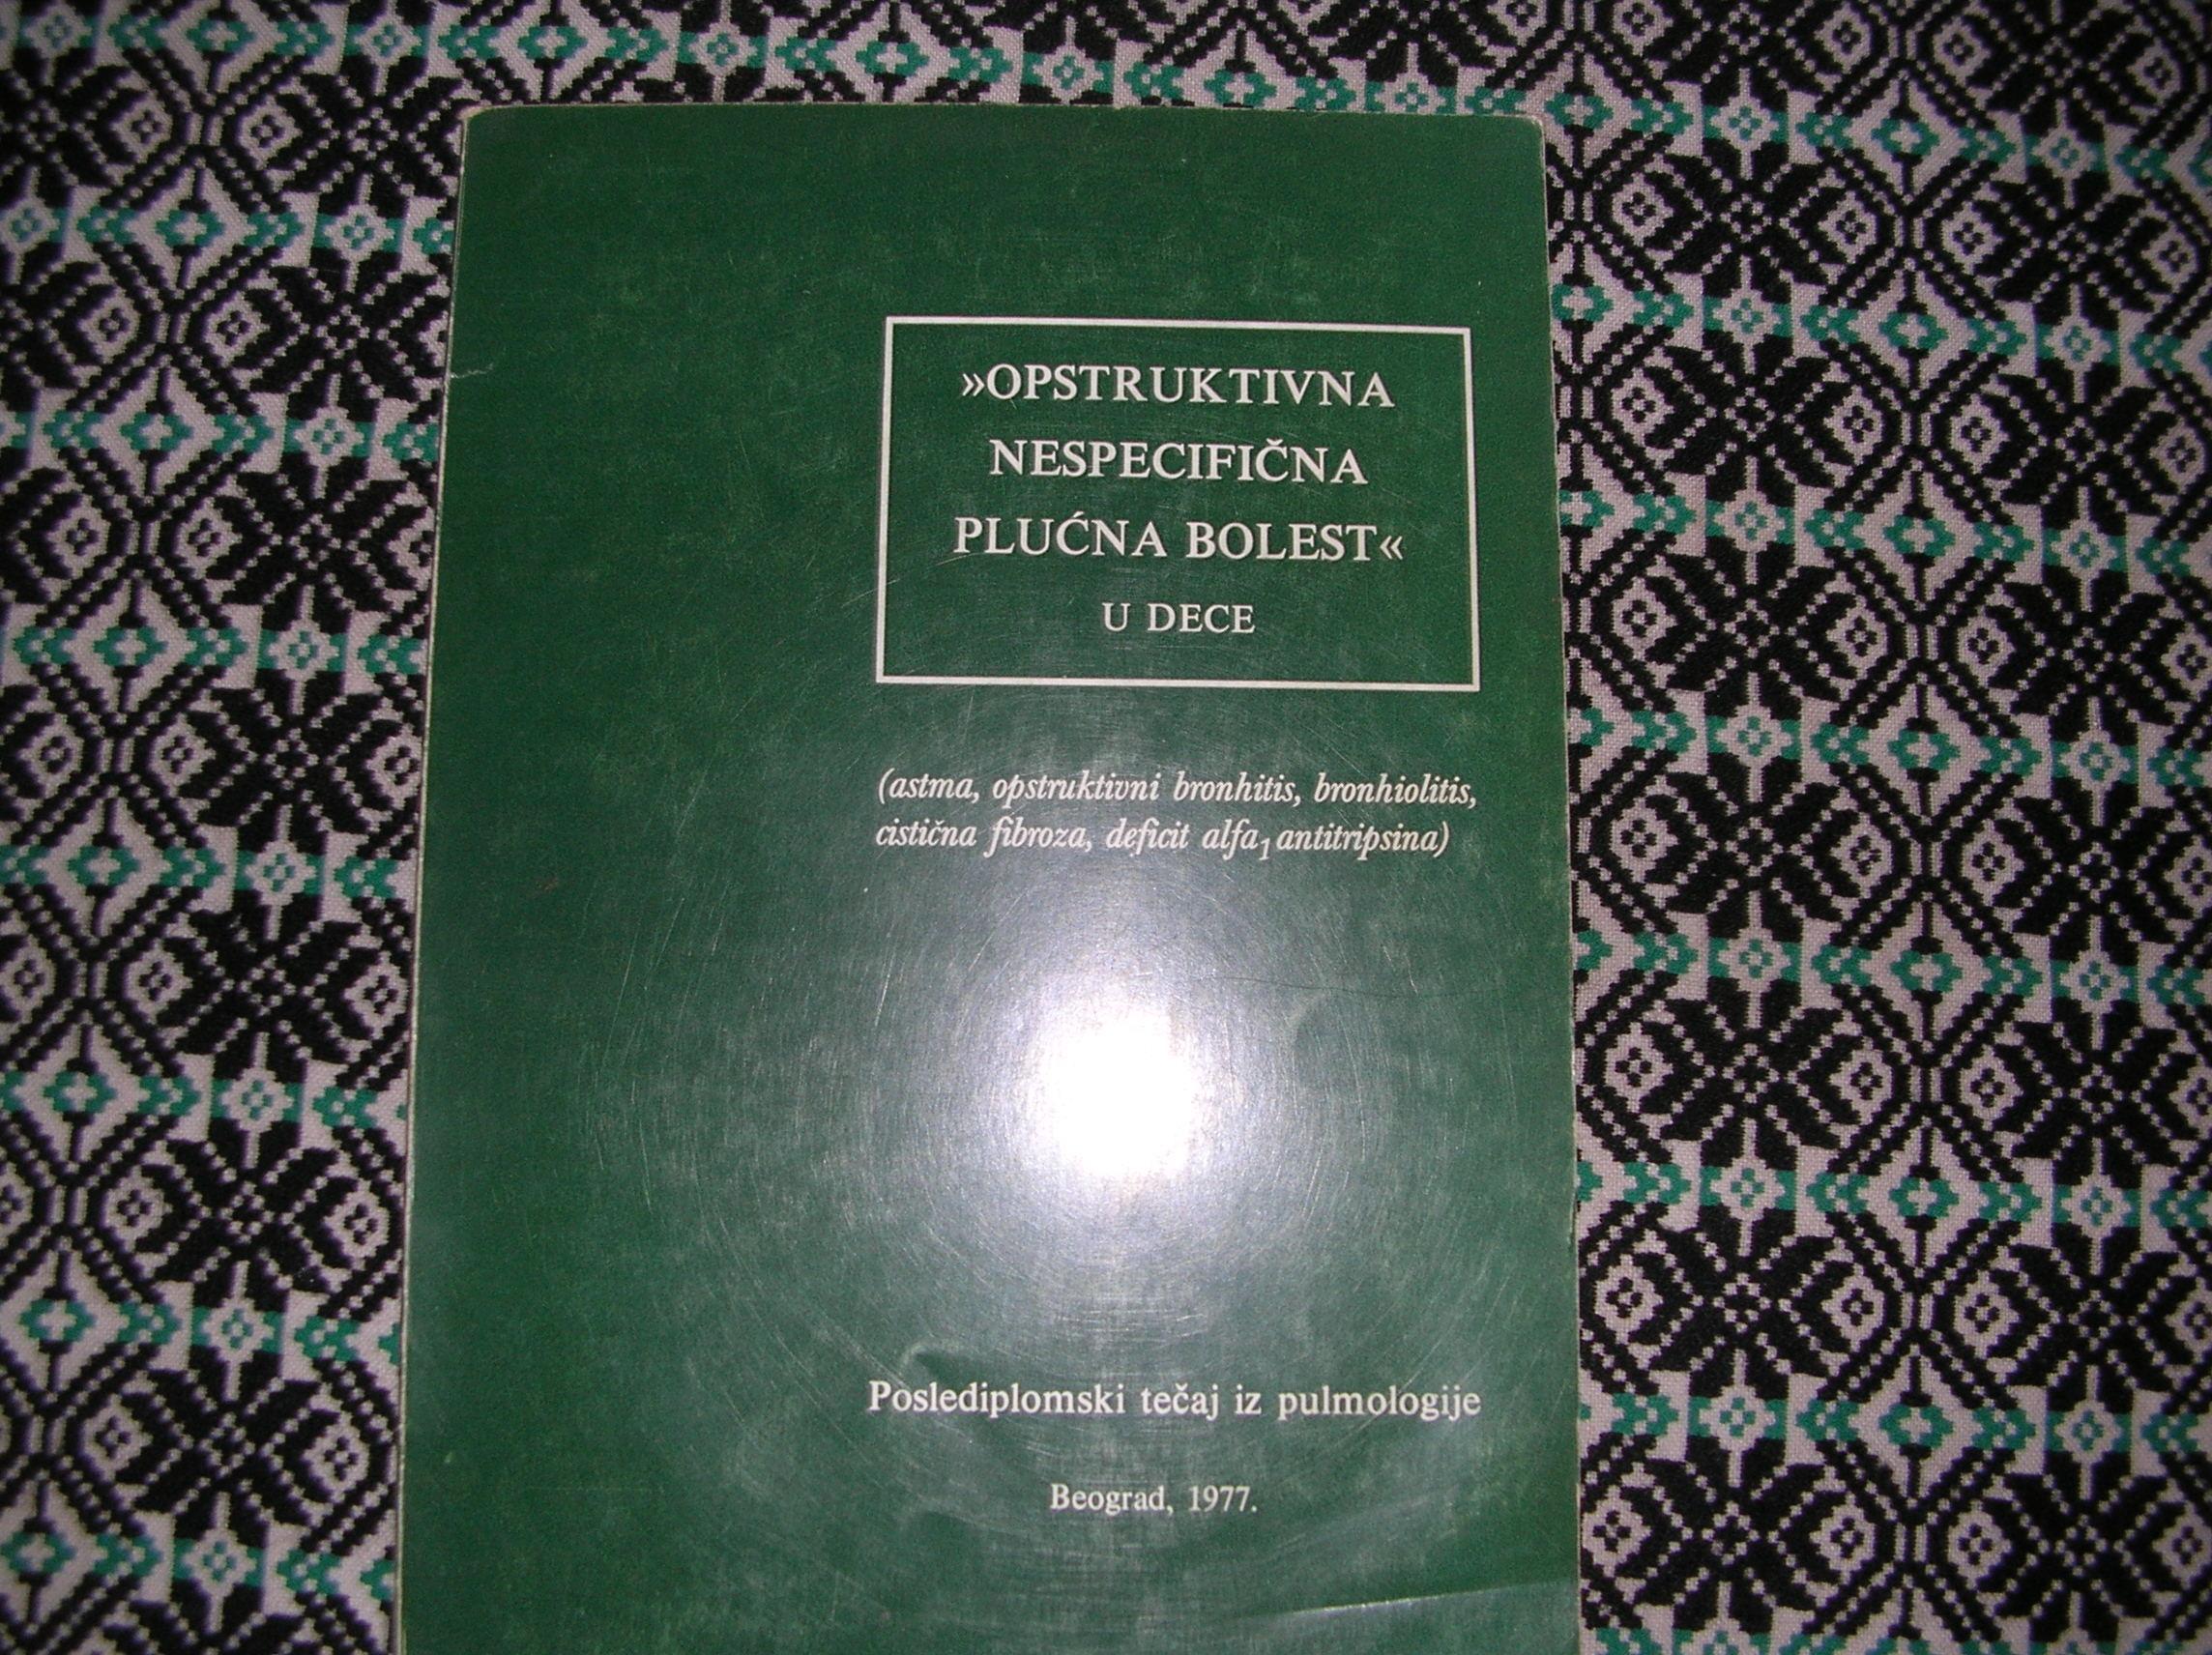 »OPSTRUKTIVNA
NESPECIFIČNA
PLUĆNA BOLEST«
U DECE
(astma, opstruktivni bronhitis, bronhiolitis,
cistična fibroza, deficit alfa₁ antitripsina)
Poslediplomski tečaj iz pulmologije
Beograd, 1977.